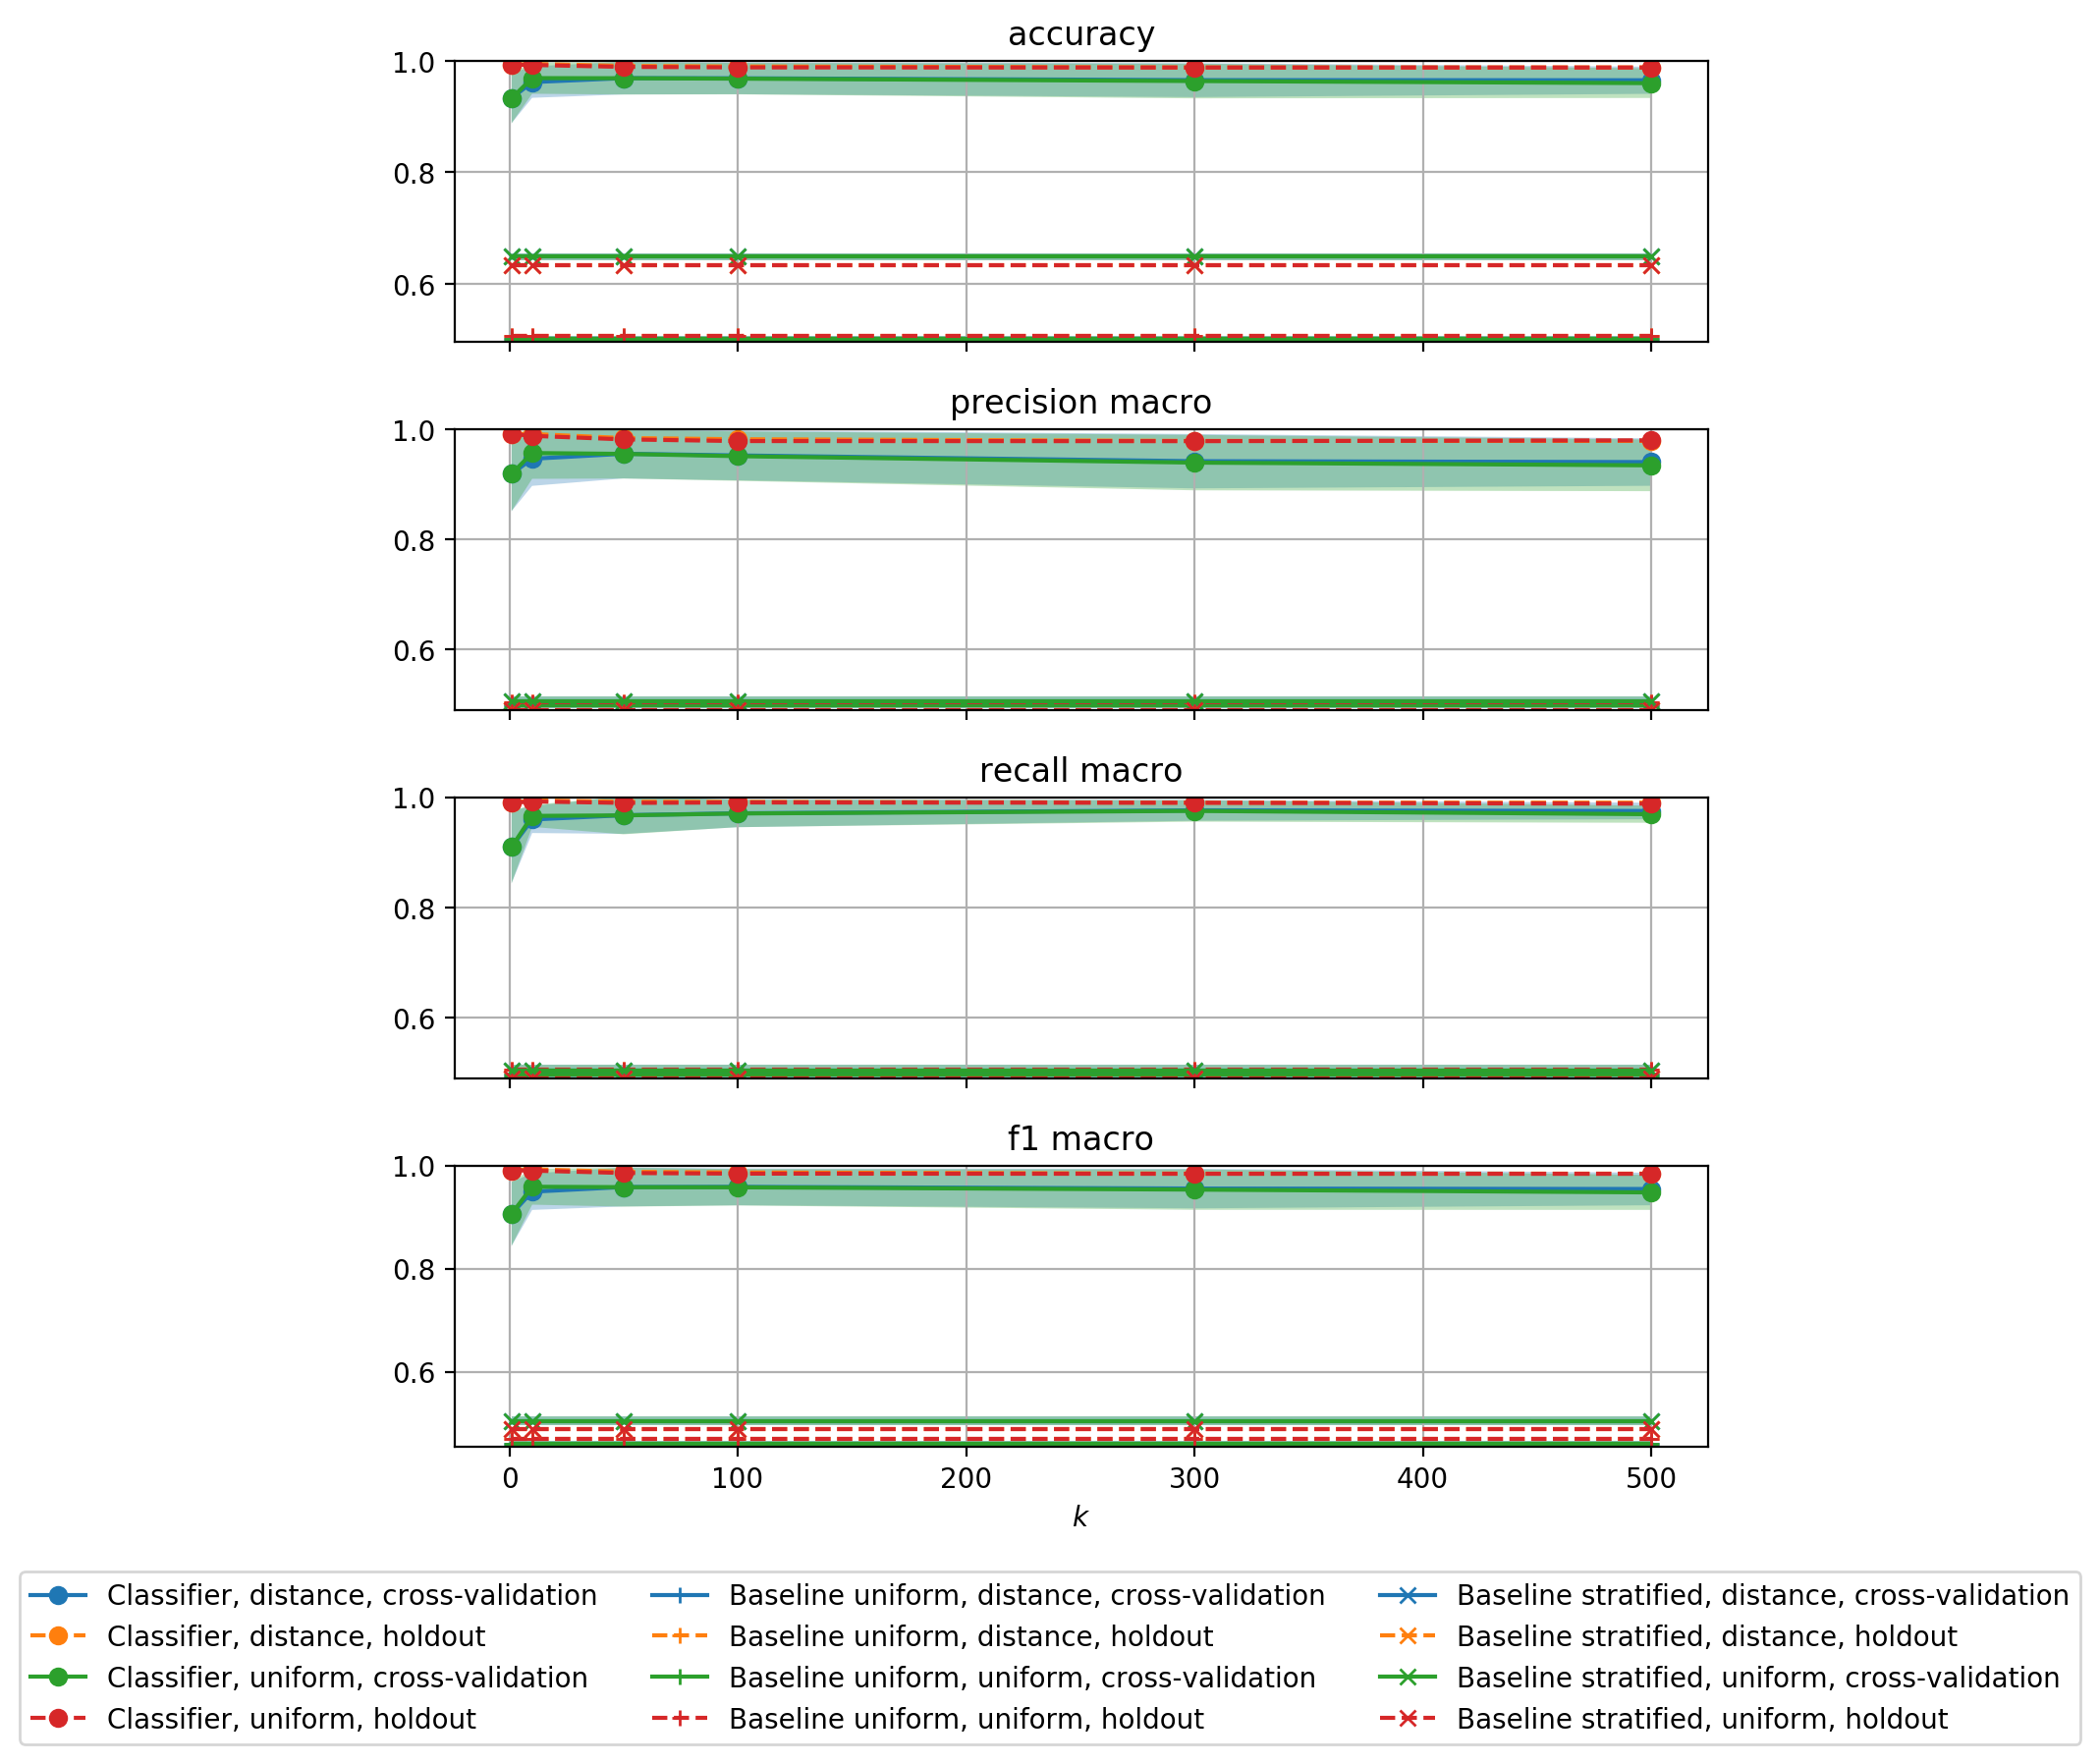 accuracy
1.0
0.8
0.6
precision macro
1.0
0.8
0.6
recall macro
1.0
0.8
0.6
f1 macro
1.0
0.8
0.6
0 100 200 300 400 500
k
Classifier, distance, cross-validation
Classifier, distance, holdout
Classifier, uniform, cross-validation
Classifier, uniform, holdout
Baseline uniform, distance, cross-validation
Baseline uniform, distance, holdout
Baseline uniform, uniform, cross-validation
Baseline uniform, uniform, holdout
Baseline stratified, distance, cross-validation
Baseline stratified, distance, holdout
Baseline stratified, uniform, cross-validation
Baseline stratified, uniform, holdout